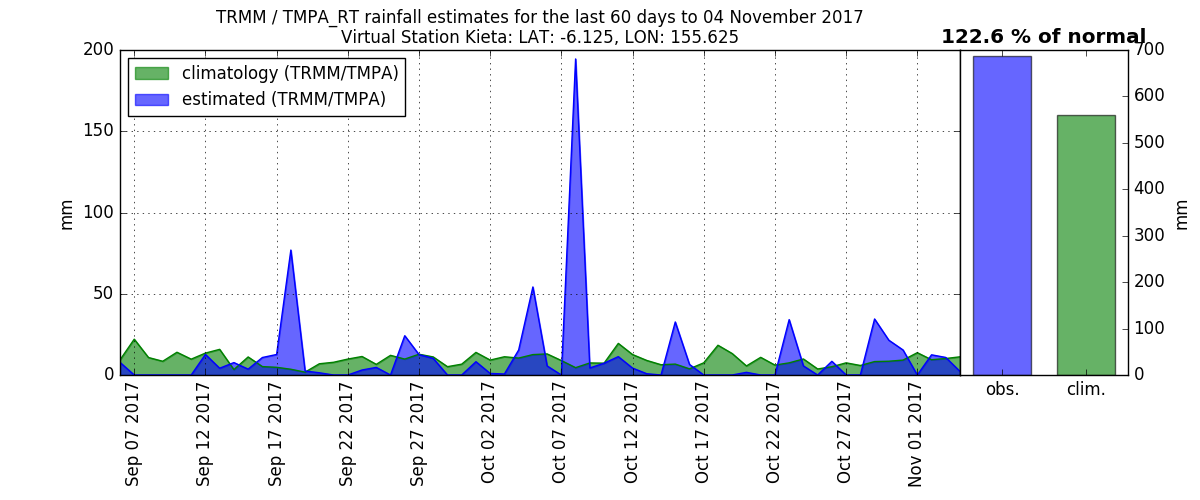 TRMM / TMPA_RT rainfall estimates for the last 60 days to 04 November 2017
Virtual Station Kieta: LAT: -6.125, LON: 155.625
122.6 % of normal
climatology (TRMM/TMPA)
estimated (TRMM/TMPA)
200
150
100
50
0
mm
Sep 07 2017
Sep 12 2017
Sep 17 2017
Sep 22 2017
Sep 27 2017
Oct 02 2017
Oct 07 2017
Oct 12 2017
Oct 17 2017
Oct 22 2017
Oct 27 2017
Nov 01 2017
700
600
500
400
300
200
100
0
mm
obs.
clim.